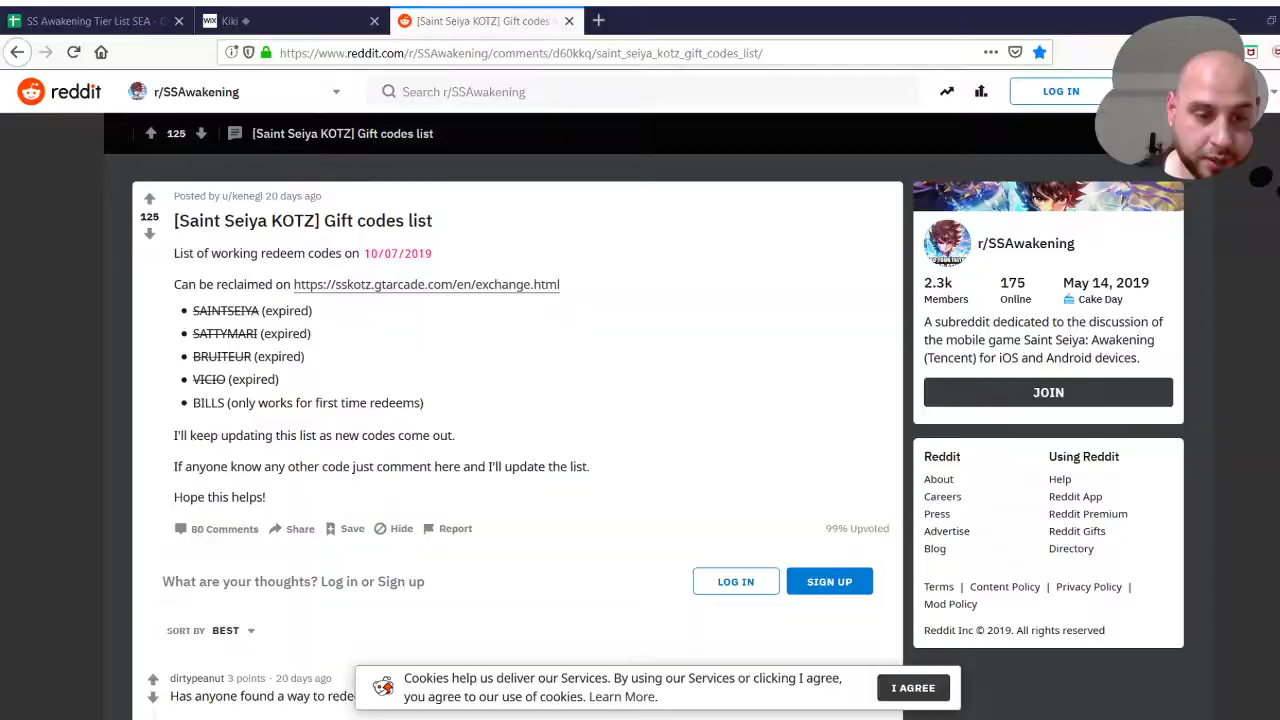 SS Awakening Tier List SEA - G
Kiki
[Saint Seiya KOTZ] Gift codes
https://www.reddit.com/r/SSAwakening/comments/d60kkq/saint_seiya_kotz_gift_codes_list/
reddit
r/SSAwakening
Search r/SSAwakening
LOG IN
125
[Saint Seiya KOTZ] Gift codes list
Posted by u/kenegi 20 days ago
125
[Saint Seiya KOTZ] Gift codes list
List of working redeem codes on 10/07/2019
Can be reclaimed on https://sskotz.gtarcade.com/en/exchange.html
• SAINTSEIYA (expired)
• SATTYMARI (expired)
• BRUITEUR (expired)
• VICIO (expired)
• BILLS (only works for first time redeems)
I'll keep updating this list as new codes come out.
If anyone know any other code just comment here and I'll update the list.
Hope this helps!
80 Comments Share Save Hide Report
99% Upvoted
What are your thoughts? Log in or Sign up
LOG IN
SIGN UP
SORT BY BEST
dirtypeanut 3 points · 20 days ago
Has anyone found a way to rede
r/SSAwakening
2.3k 175 May 14, 2019
Members Online Cake Day
A subreddit dedicated to the discussion of
the mobile game Saint Seiya: Awakening
(Tencent) for iOS and Android devices.
JOIN
Reddit Using Reddit
About Help
Careers Reddit App
Press Reddit Premium
Advertise Reddit Gifts
Blog Directory
Terms | Content Policy | Privacy Policy |
Mod Policy
Reddit Inc © 2019. All rights reserved
Cookies help us deliver our Services. By using our Services or clicking I agree,
you agree to our use of cookies. Learn More.
I AGREE